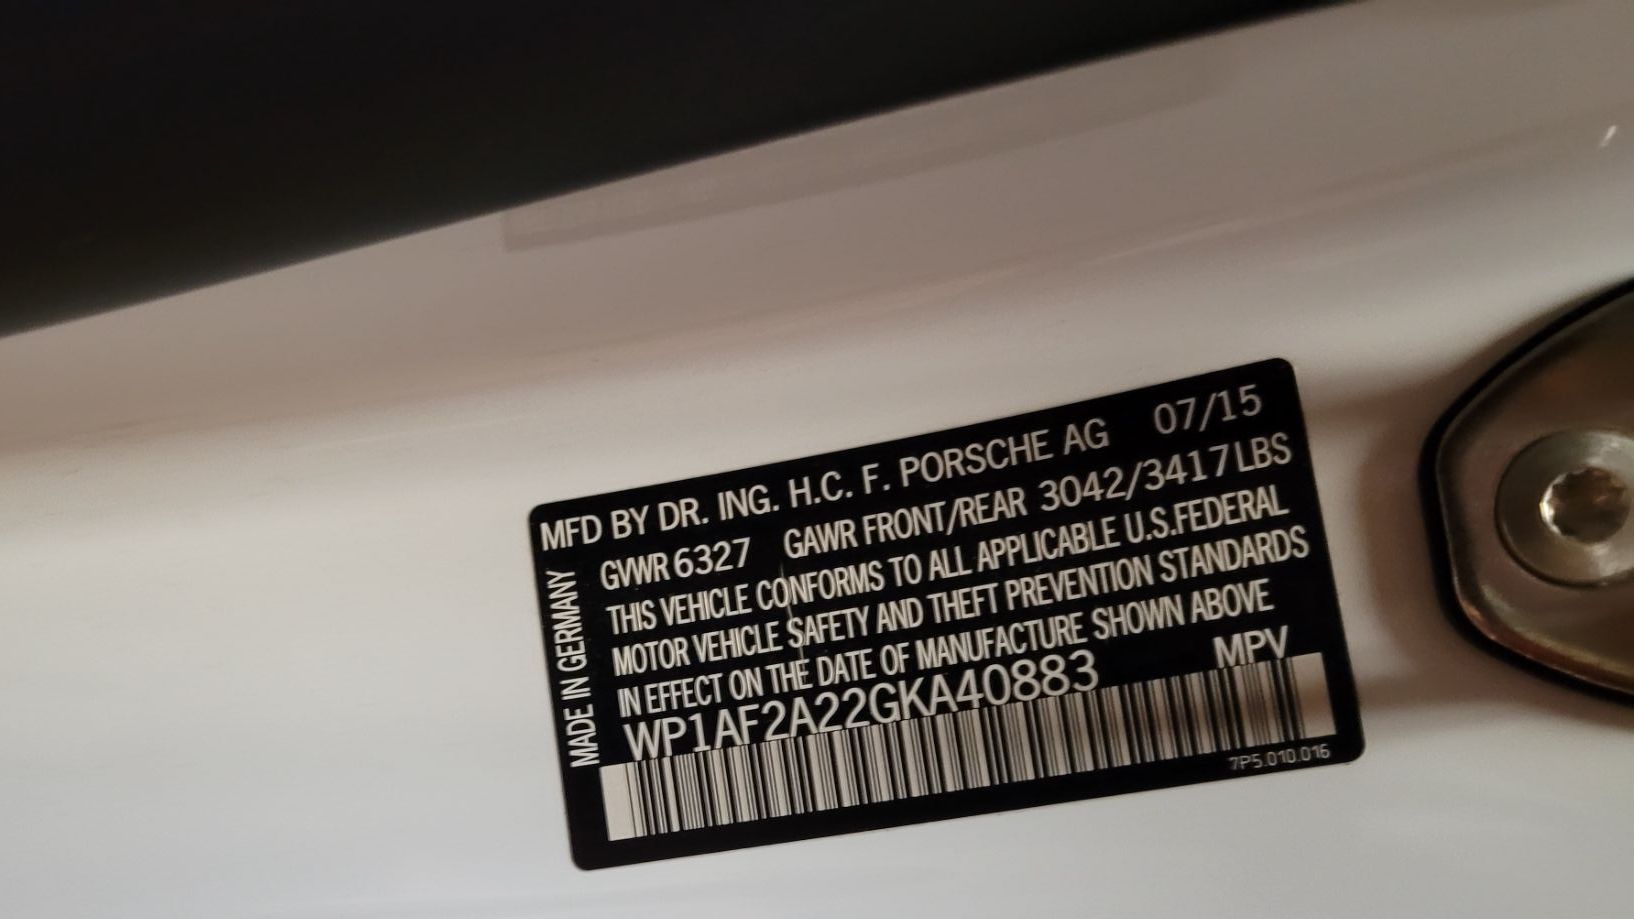 MFD BY DR. ING. H.C. F. PORSCHE AG 07/15
GVWR 6327 GAWR FRONT/REAR 3042/3417LBS
THIS VEHICLE CONFORMS TO ALL APPLICABLE U.S.FEDERAL
MOTOR VEHICLE SAFETY AND THEFT PREVENTION STANDARDS
IN EFFECT ON THE DATE OF MANUFACTURE SHOWN ABOVE
WP1AF2A22GKA40883 MPV
7P5.010.016
MADE IN GERMANY